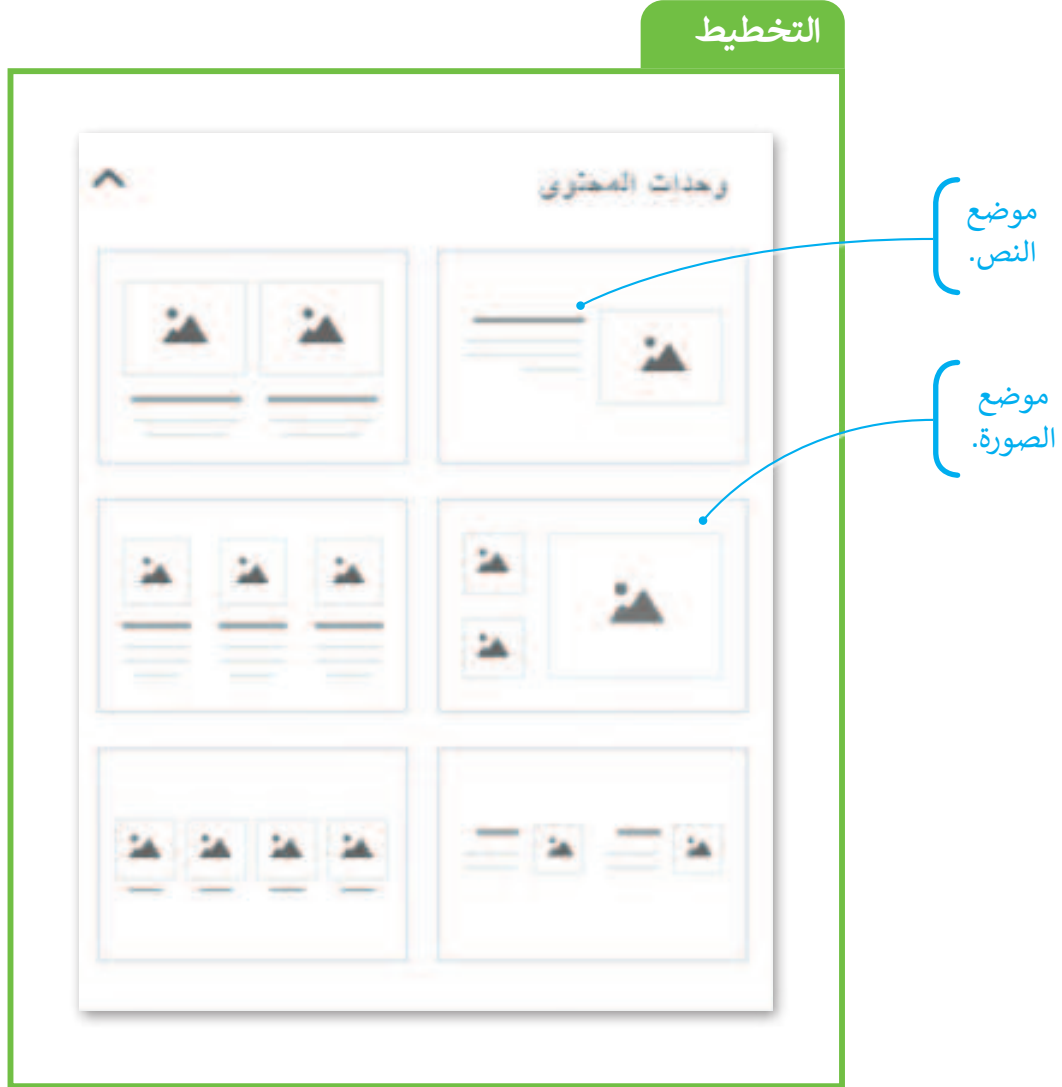 التخطيط
وحدات المحتوى
موضع
النص.
موضع
الصورة.